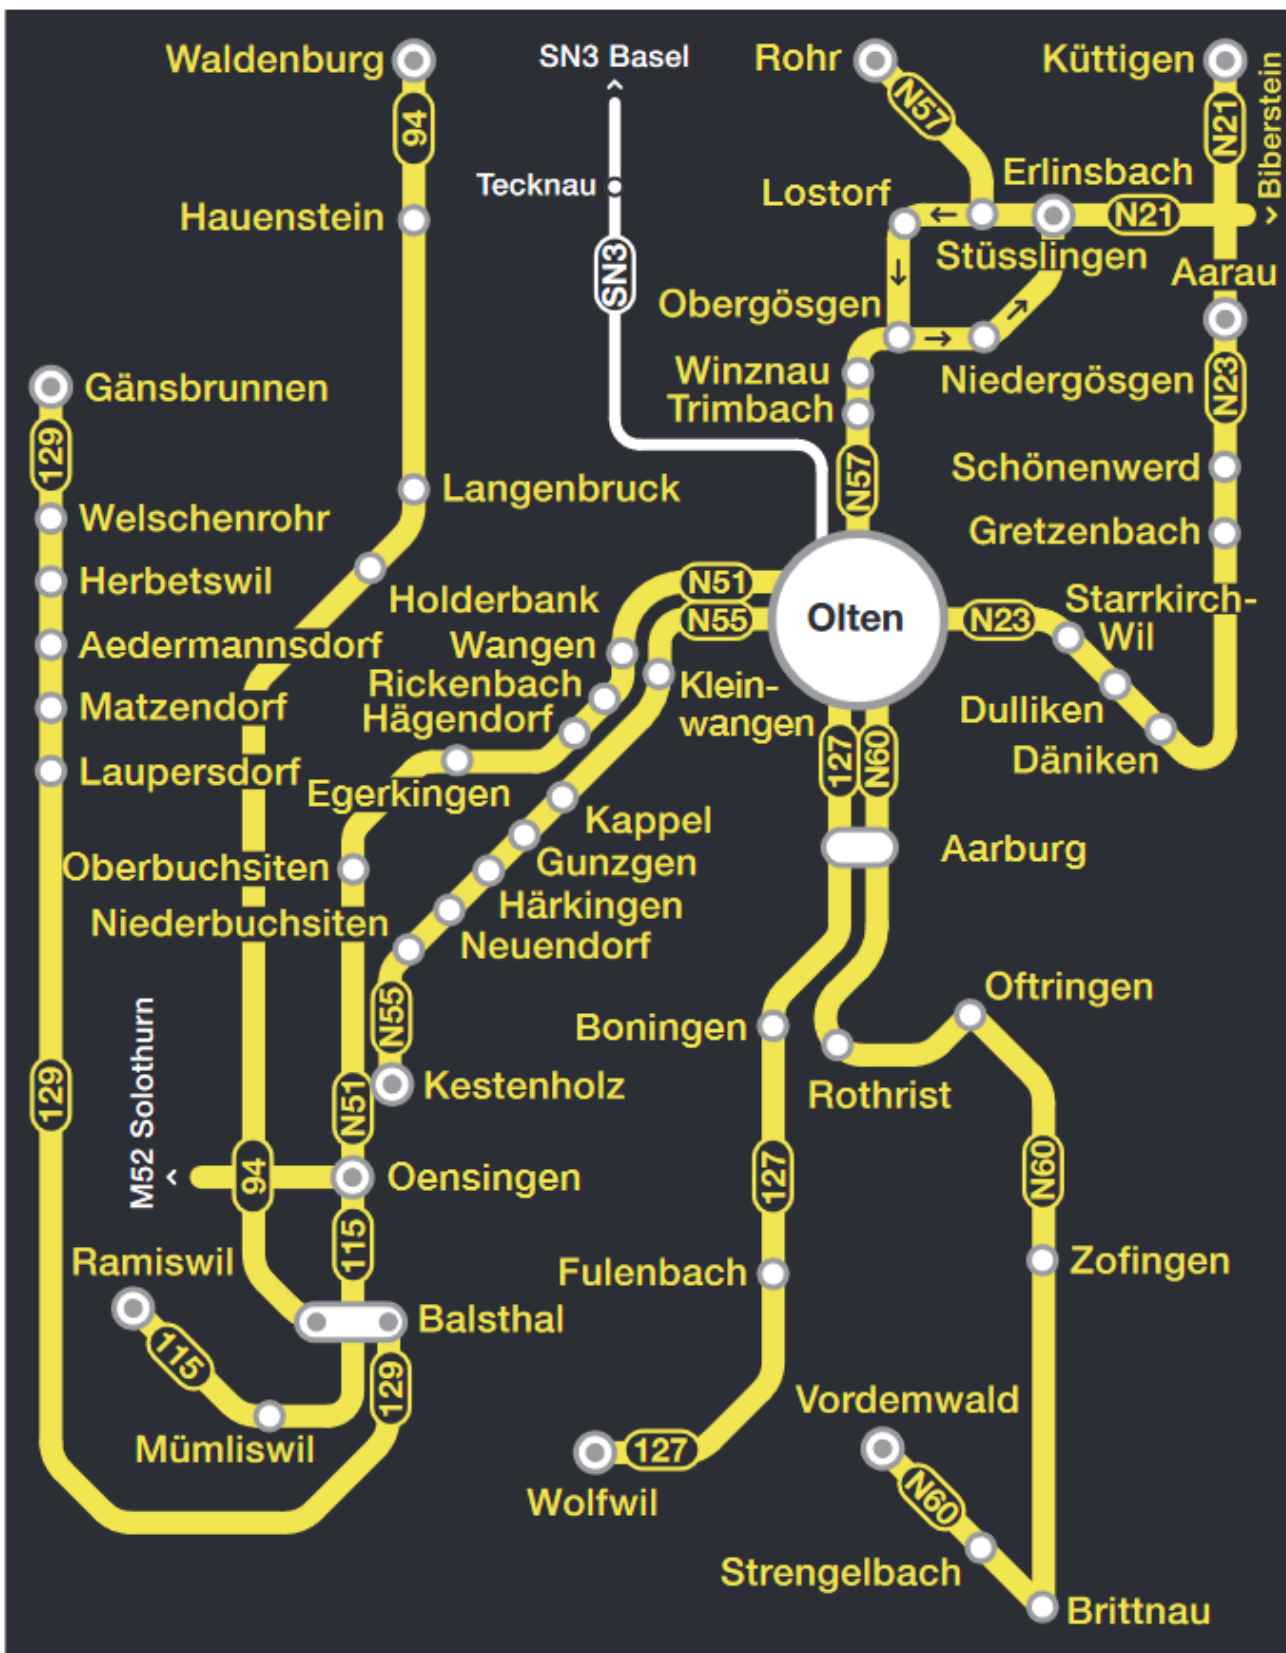 Waldenburg
SN3 Basel
Rohr
Küttigen
94
N57
N21
Biberstein
Tecknau
Erlinsbach
Hauenstein
Lostorf
N21
SN3
Stüsslingen
Aarau
Obergösgen
Winznau
Niedergösgen
N23
Gänsbrunnen
Trimbach
129
N57
Schönenwerd
Langenbruck
Welschenrohr
Gretzenbach
Herbetswil
Holderbank
N51
N55
Olten
N23
Starrkirch-
Wil
Aedermannsdorf
Wangen
Rickenbach
Klein-
wangen
Matzendorf
Hägendorf
Dulliken
Däniken
Laupersdorf
127
N60
Egerkingen
Kappel
Aarburg
Oberbuchsiten
Gunzgen
Niederbuchsiten
Härkingen
Neuendorf
Oftringen
N55
Boningen
M52 Solothurn
129
N51
Kestenholz
Rothrist
94
Oensingen
127
N60
115
Ramiswil
Fulenbach
Zofingen
Balsthal
115
129
Vordemwald
Mümliswil
127
Wolfwil
N60
Strengelbach
Brittnau